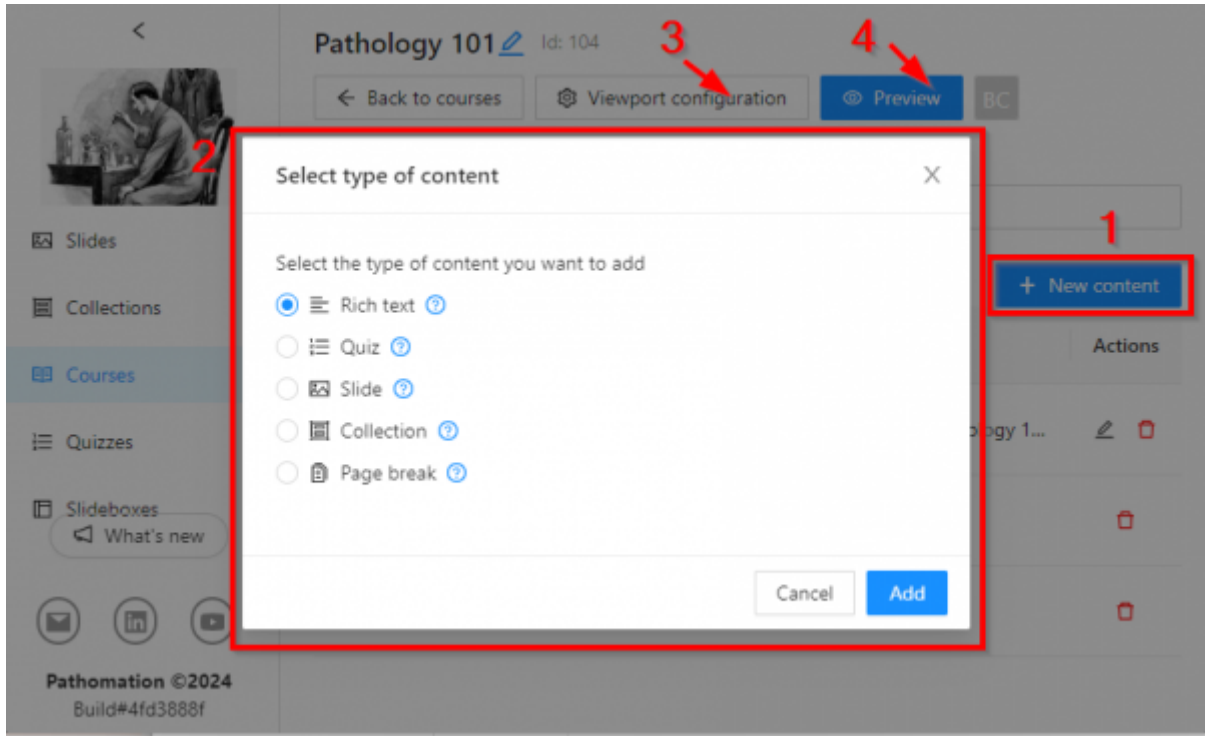 Pathology 101 Id: 104
3
4
Back to courses
Viewport configuration
Preview
BC
2
Select type of content
1
Slides
Select the type of content you want to add
New content
Rich text
Collections
Quiz
Actions
Courses
Slide
Collection
ogy 1...
Quizzes
Page break
Slideboxes
What's new
Cancel
Add
Pathomation ©2024
Build#4fd3888f